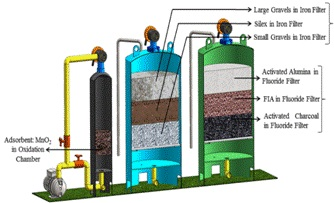 Large Gravels in Iron Filter
Silex in Iron Filter
Small Gravels in Iron Filter
Activated Alumina in
Fluoride Filter
FIA in Fluoride Filter
Activated Charcoal
in Fluoride Filter
Adsorbent: MnO₂
in Oxidation
Chamber